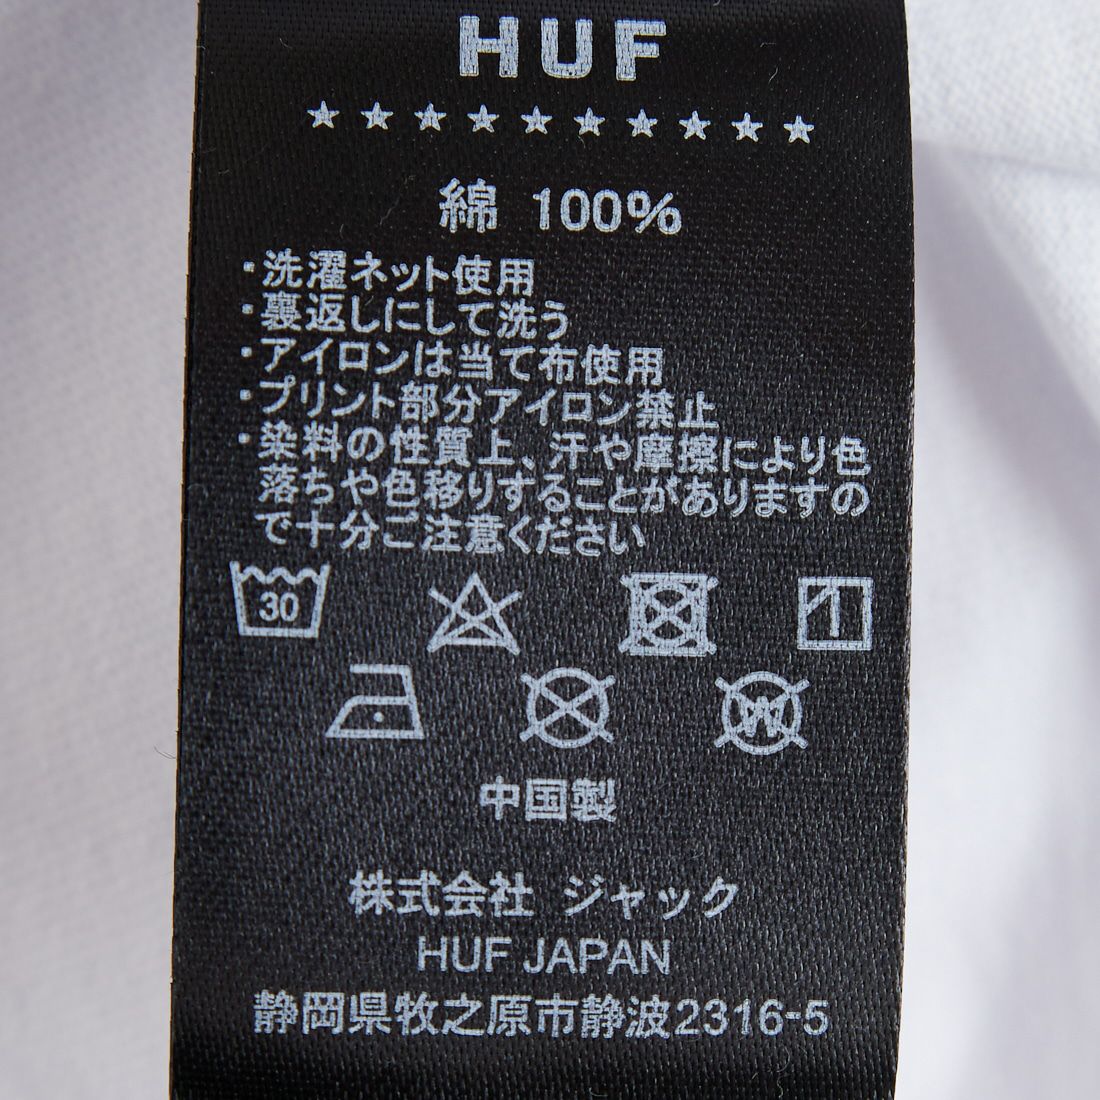 HUF
綿 100%
・洗濯ネット使用
・裏返しにして洗う
・アイロンは当て布使用
・プリント部分アイロン禁止
・染料の性質上、汗や摩擦により色
落ちや色移りすることがありますの
で十分ご注意ください
30
W
中国製
株式会社 ジャック
HUF JAPAN
静岡県牧之原市静波2316-5